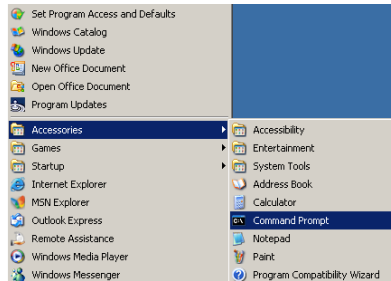 Set Program Access and Defaults
Windows Catalog
Windows Update
New Office Document
Open Office Document
Program Updates
Accessories
Games
Startup
Internet Explorer
MSN Explorer
Outlook Express
Remote Assistance
Windows Media Player
Windows Messenger
Accessibility
Entertainment
System Tools
Address Book
Calculator
Command Prompt
Notepad
Paint
Program Compatibility Wizard